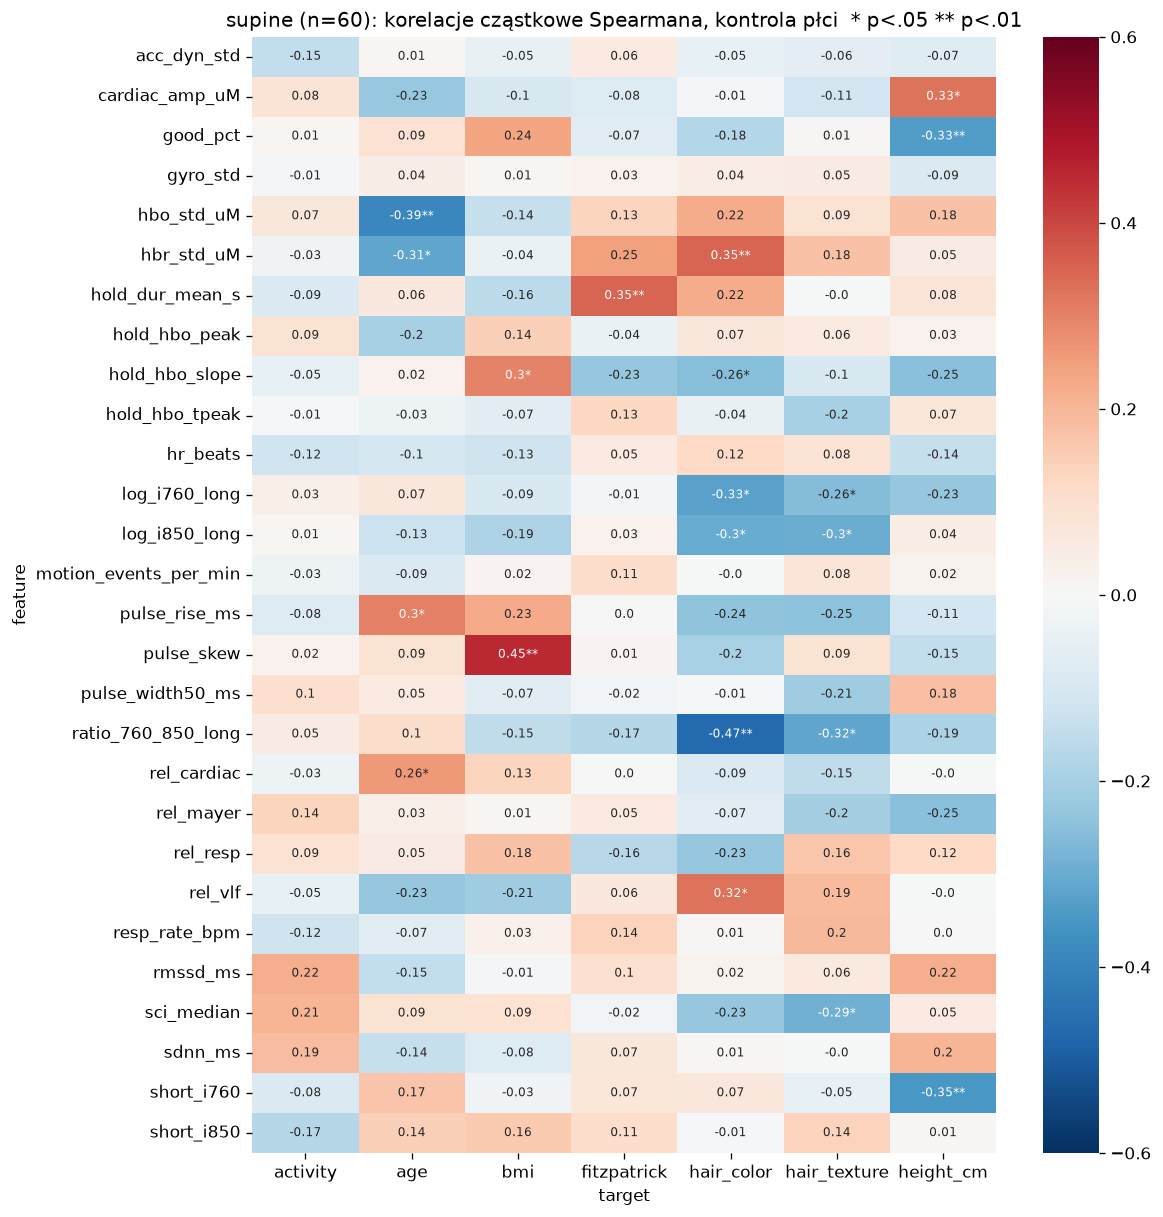 supine (n=60): korelacje cząstkowe Spearmana, kontrola płci  * p<.05 ** p<.01
acc_dyn_std -0.15 0.01 -0.05 0.06 -0.05 -0.06 -0.07
cardiac_amp_uM 0.08 -0.23 -0.1 -0.08 -0.01 -0.11 0.33*
good_pct 0.01 0.09 0.24 -0.07 -0.18 0.01 -0.33**
gyro_std -0.01 0.04 0.01 0.03 0.04 0.05 -0.09
hbo_std_uM 0.07 -0.39** -0.14 0.13 0.22 0.09 0.18
hbr_std_uM -0.03 -0.31* -0.04 0.25 0.35** 0.18 0.05
hold_dur_mean_s -0.09 0.06 -0.16 0.35** 0.22 -0.0 0.08
hold_hbo_peak 0.09 -0.2 0.14 -0.04 0.07 0.06 0.03
hold_hbo_slope -0.05 0.02 0.3* -0.23 -0.26* -0.1 -0.25
hold_hbo_tpeak -0.01 -0.03 -0.07 0.13 -0.04 -0.2 0.07
hr_beats -0.12 -0.1 -0.13 0.05 0.12 0.08 -0.14
log_i760_long 0.03 0.07 -0.09 -0.01 -0.33* -0.26* -0.23
log_i850_long 0.01 -0.13 -0.19 0.03 -0.3* -0.3* 0.04
motion_events_per_min -0.03 -0.09 0.02 0.11 -0.0 0.08 0.02
pulse_rise_ms -0.08 0.3* 0.23 0.0 -0.24 -0.25 -0.11
pulse_skew 0.02 0.09 0.45** 0.01 -0.2 0.09 -0.15
pulse_width50_ms 0.1 0.05 -0.07 -0.02 -0.01 -0.21 0.18
ratio_760_850_long 0.05 0.1 -0.15 -0.17 -0.47** -0.32* -0.19
rel_cardiac -0.03 0.26* 0.13 0.0 -0.09 -0.15 -0.0
rel_mayer 0.14 0.03 0.01 0.05 -0.07 -0.2 -0.25
rel_resp 0.09 0.05 0.18 -0.16 -0.23 0.16 0.12
rel_vlf -0.05 -0.23 -0.21 0.06 0.32* 0.19 -0.0
resp_rate_bpm -0.12 -0.07 0.03 0.14 0.01 0.2 0.0
rmssd_ms 0.22 -0.15 -0.01 0.1 0.02 0.06 0.22
sci_median 0.21 0.09 0.09 -0.02 -0.23 -0.29* 0.05
sdnn_ms 0.19 -0.14 -0.08 0.07 0.01 -0.0 0.2
short_i760 -0.08 0.17 -0.03 0.07 0.07 -0.05 -0.35**
short_i850 -0.17 0.14 0.16 0.11 -0.01 0.14 0.01
activity age bmi fitzpatrick hair_color hair_texture height_cm
target
feature
0.6
0.4
0.2
0.0
−0.2
−0.4
−0.6